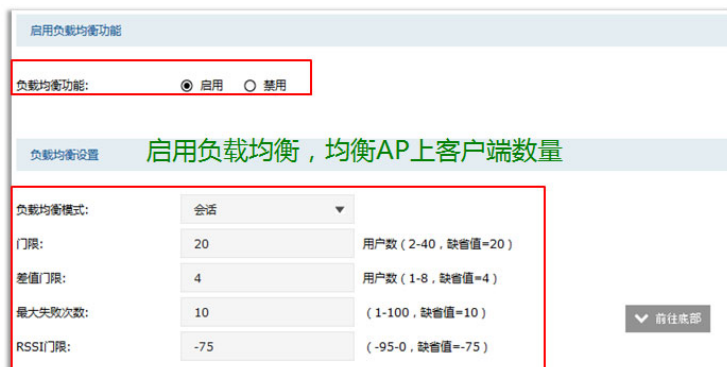 启用负载均衡功能
负载均衡功能: 启用 禁用
负载均衡设置 启用负载均衡，均衡AP上客户端数量
负载均衡模式: 会话
门限: 20 用户数（2-40，缺省值=20）
差值门限: 4 用户数（1-8，缺省值=4）
最大失败次数: 10 （1-100，缺省值=10）
前往底部
RSSI门限: -75 （-95-0，缺省值=-75）